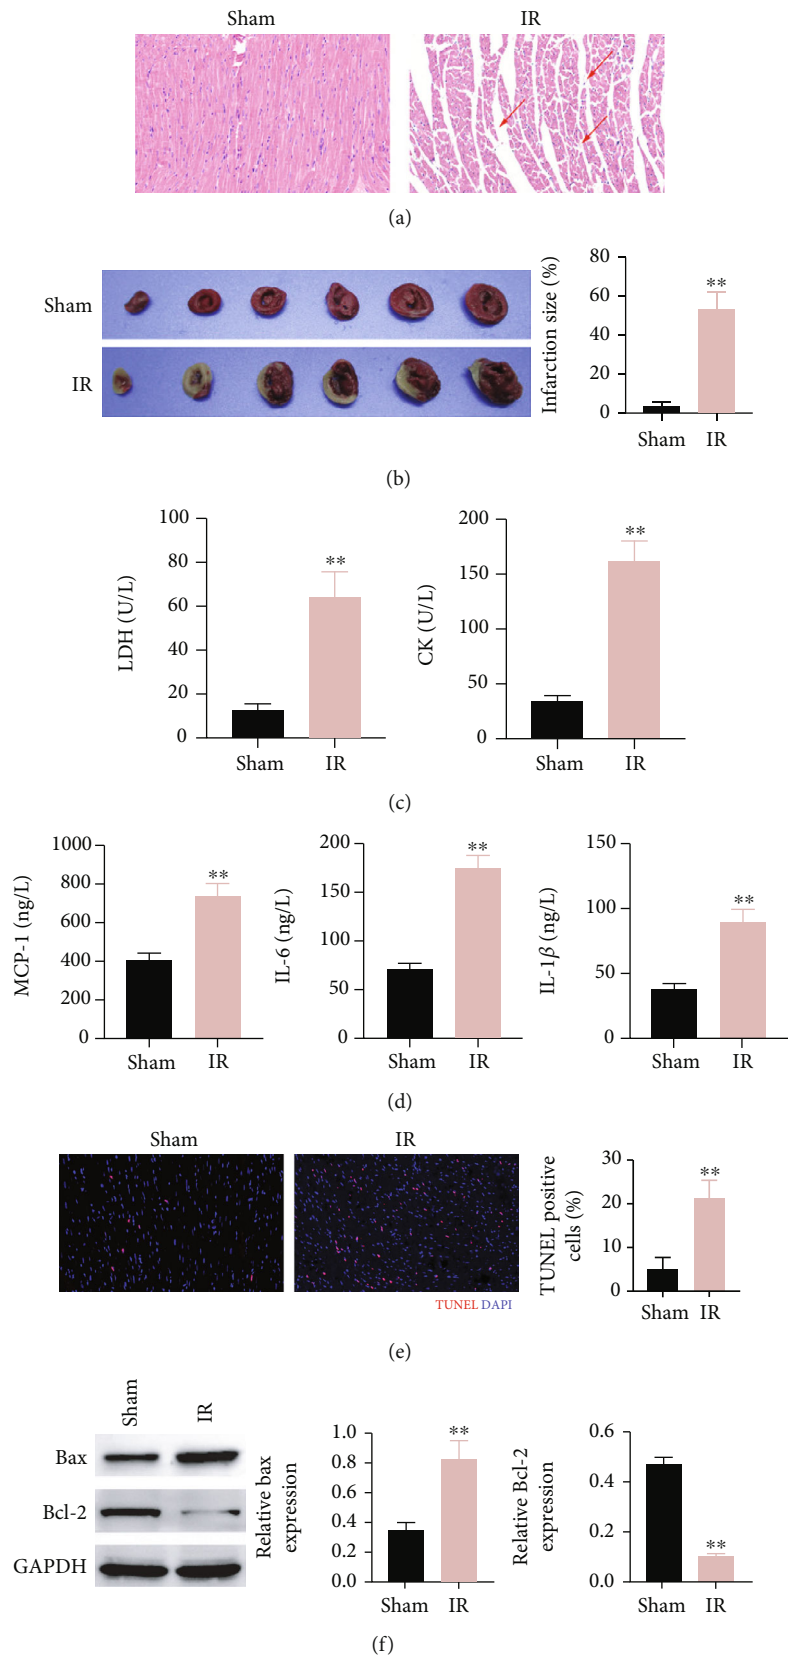 Sham IR
(a)
Sham
IR
Infarction size (%)
80
60
40
20
0
Sham IR
**
(b)
LDH (U/L)
100
80
60
40
20
0
Sham IR
**
CK (U/L)
200
150
100
50
0
Sham IR
**
(c)
MCP-1 (ng/L)
1000
800
600
400
200
0
Sham IR
**
IL-6 (ng/L)
200
150
100
50
0
Sham IR
**
IL-1β (ng/L)
150
100
50
0
Sham IR
**
(d)
Sham IR
TUNEL DAPI
TUNEL positive
cells (%)
30
20
10
0
Sham IR
**
(e)
Sham IR
Bax
Bcl-2
GAPDH
Relative bax
expression
1.0
0.8
0.6
0.4
0.2
0.0
Sham IR
**
Relative Bcl-2
expression
0.6
0.4
0.2
0.0
Sham IR
**
(f)